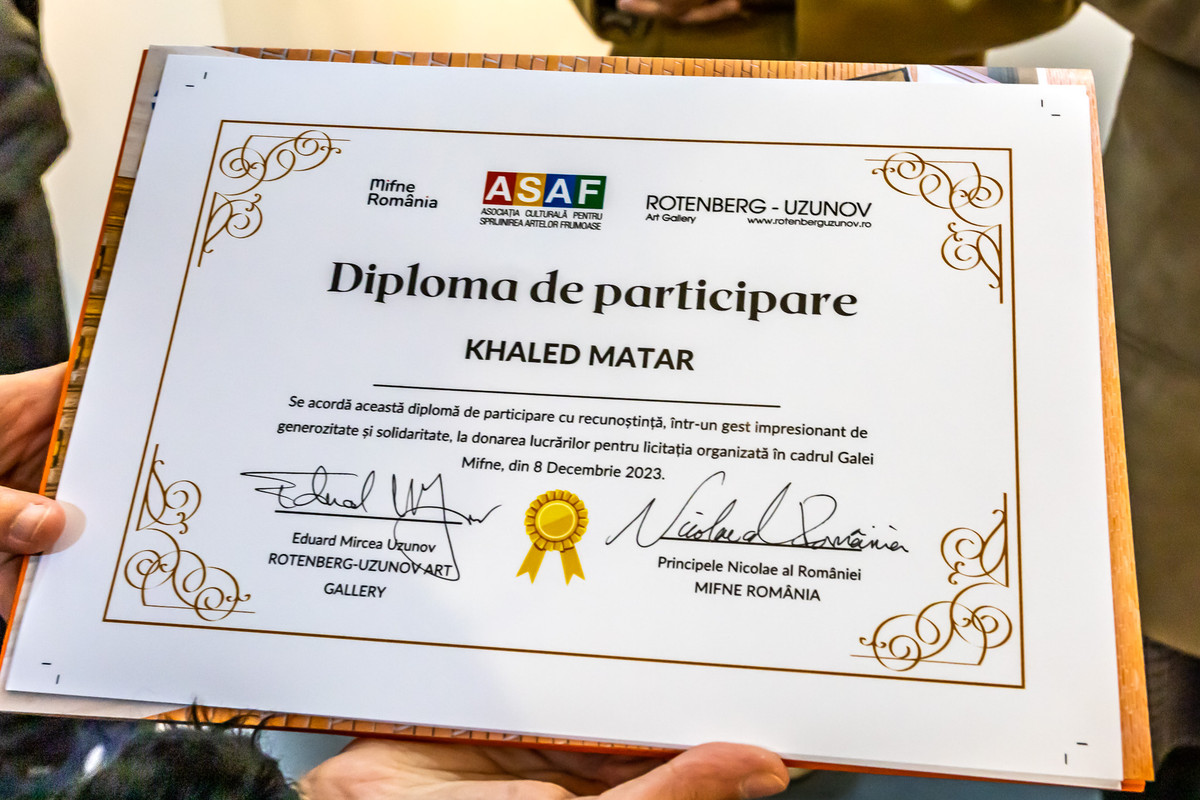 Mifne
România
ASAF
ASOCIAȚIA CULTURALĂ PENTRU
SPRIJINIREA ARTELOR FRUMOASE
ROTENBERG - UZUNOV
Art Gallery www.rotenberguzunov.ro
Diploma de participare
KHALED MATAR
Se acordă această diplomă de participare cu recunoștință, într-un gest impresionant de
generozitate și solidaritate, la donarea lucrărilor pentru licitația organizată în cadrul Galei
Mifne, din 8 Decembrie 2023.
Eduard Mircea Uzunov
ROTENBERG-UZUNOV ART
GALLERY
Nicolae al României
Principele Nicolae al României
MIFNE ROMÂNIA